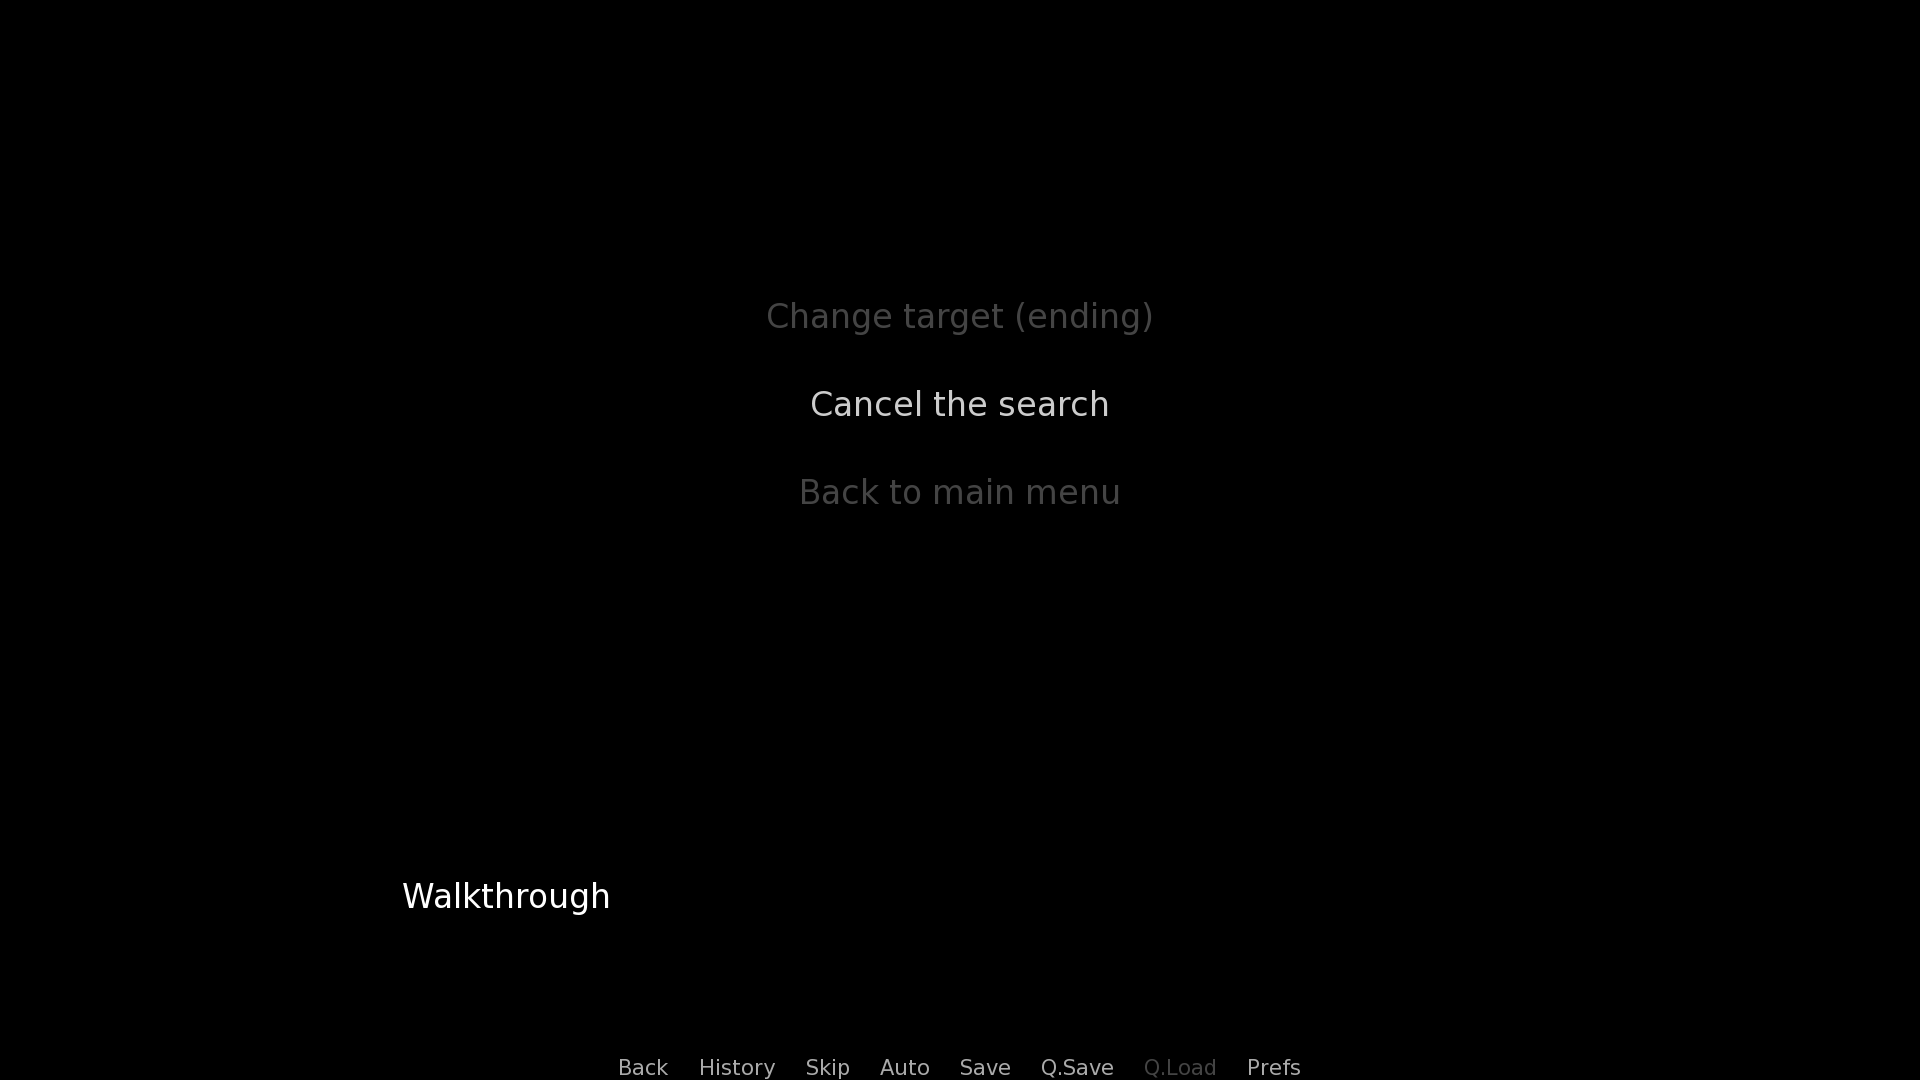 Change target (ending)
Cancel the search
Back to main menu
Walkthrough
Back History Skip Auto Save Q.Save Q.Load Prefs